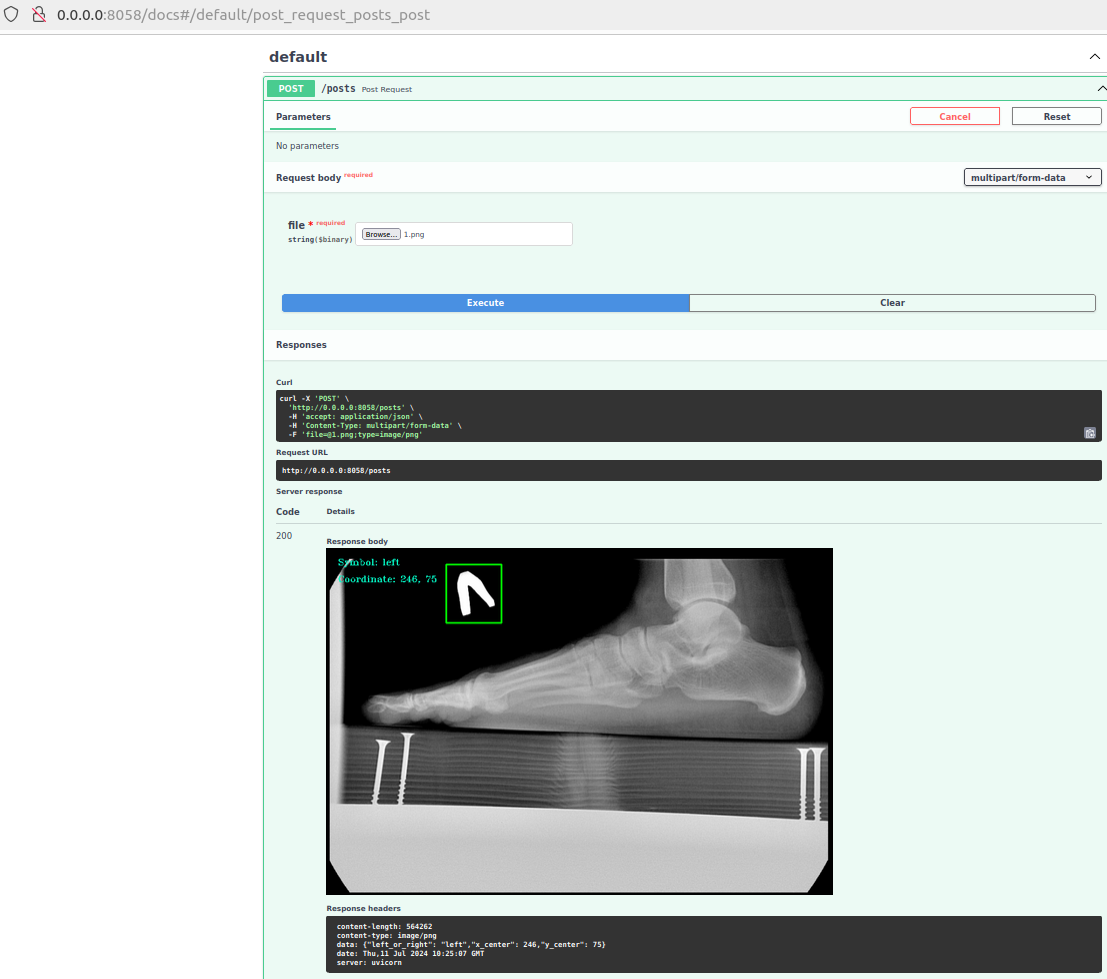 0.0.0.0:8058/docs#/default/post_request_posts_post
default
POST /posts Post Request
Parameters
Cancel
Reset
No parameters
Request body required
multipart/form-data
file * required
string($binary)
Browse... 1.png
Execute
Clear
Responses
Curl
curl -X 'POST' \
'http://0.0.0.0:8058/posts' \
-H 'accept: application/json' \
-H 'Content-Type: multipart/form-data' \
-F 'file=@1.png;type=image/png'
Request URL
http://0.0.0.0:8058/posts
Server response
Code Details
200
Response body
Symbol: left
Coordinate: 246, 75
Response headers
content-length: 564262
content-type: image/png
data: {"left_or_right": "left","x_center": 246,"y_center": 75}
date: Thu,11 Jul 2024 10:25:07 GMT
server: uvicorn